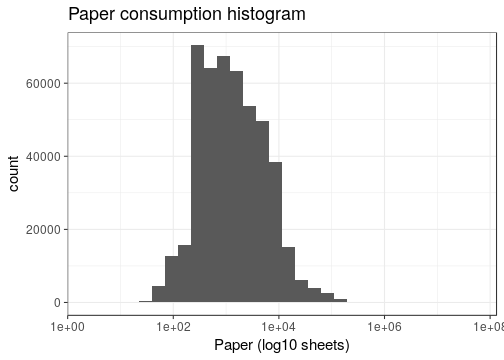 Paper consumption histogram
60000
40000
20000
0
count
1e+00 1e+02 1e+04 1e+06 1e+08
Paper (log10 sheets)